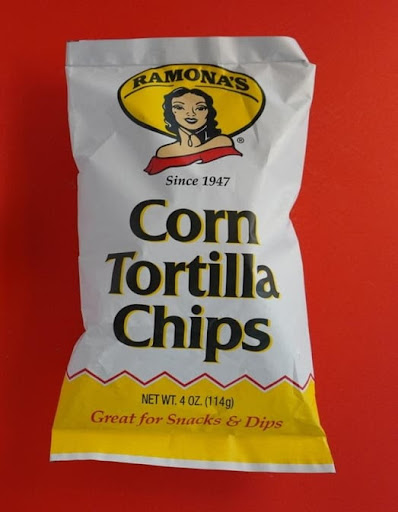 RAMONA'S
®
Since 1947
Corn
Tortilla
Chips
NET WT. 4 OZ. (114g)
Great for Snacks & Dips